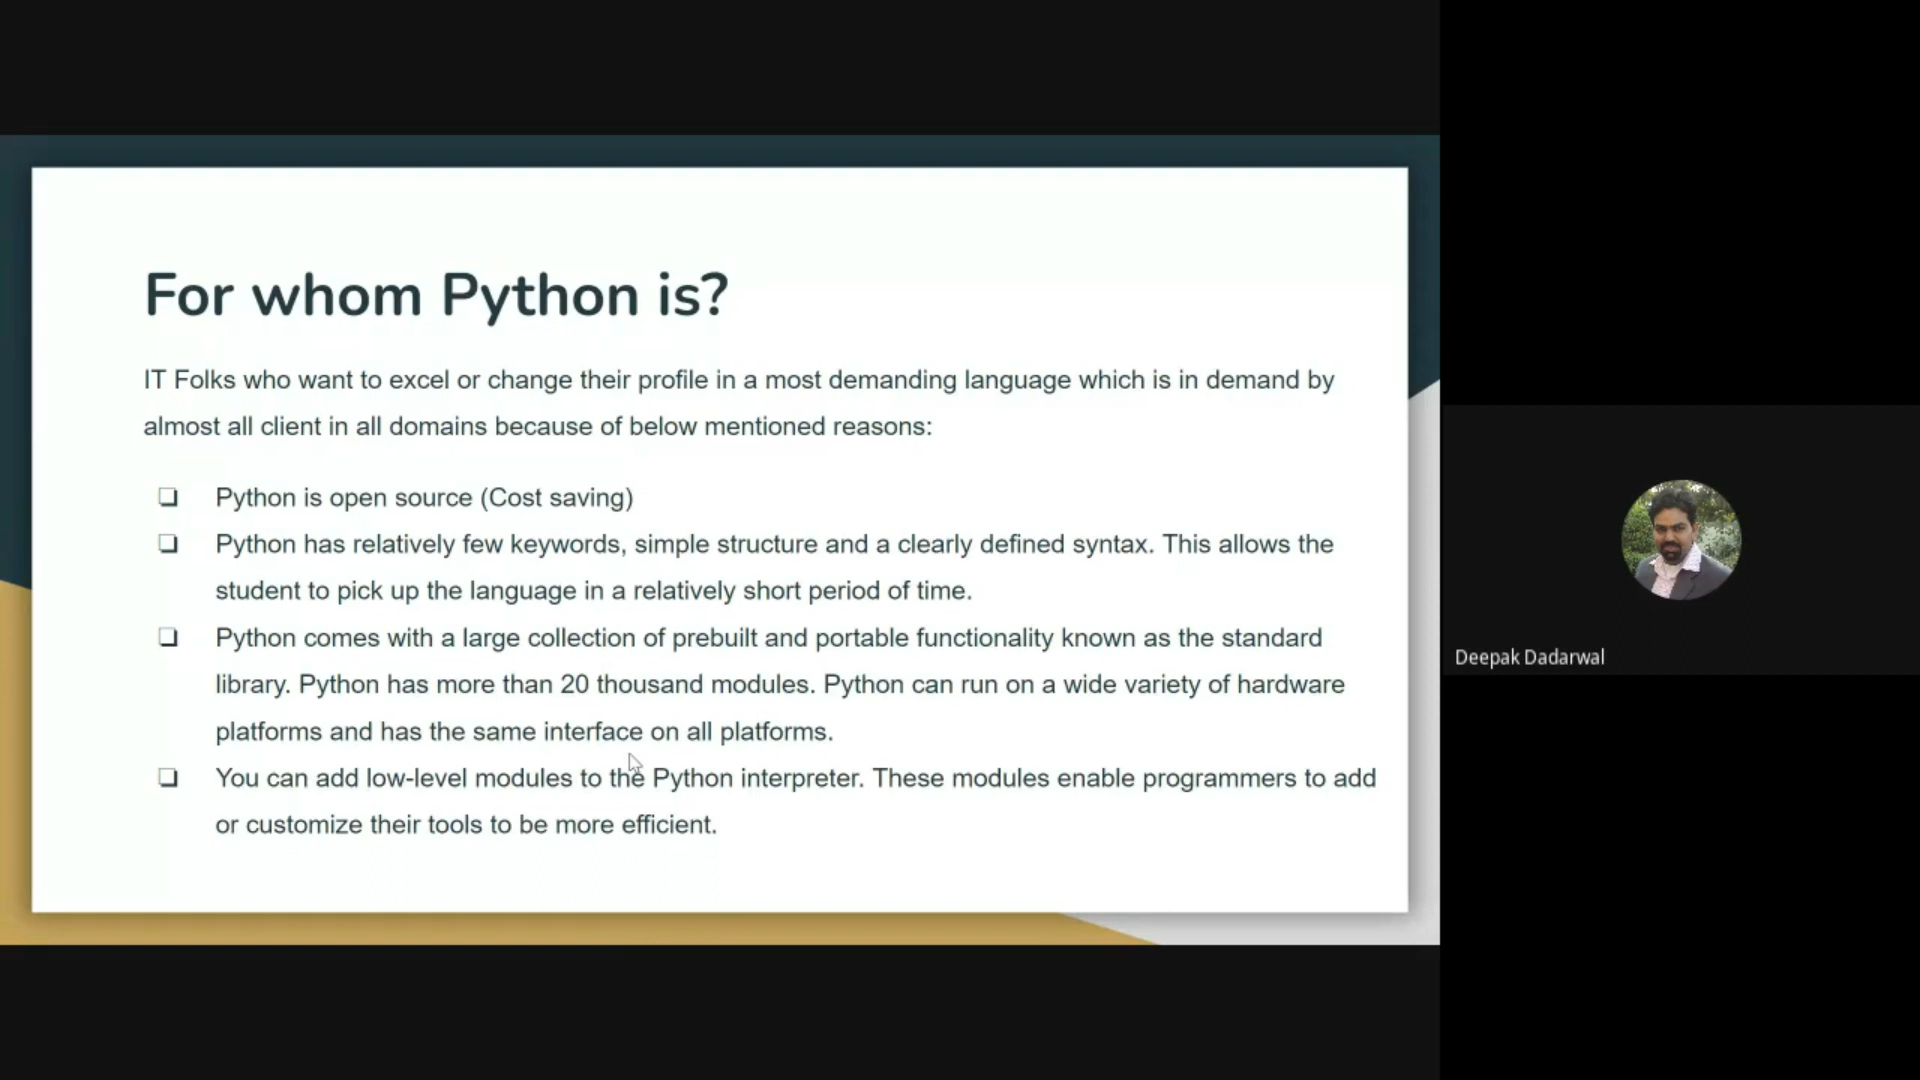 For whom Python is?
IT Folks who want to excel or change their profile in a most demanding language which is in demand by
almost all client in all domains because of below mentioned reasons:
❏ Python is open source (Cost saving)
❏ Python has relatively few keywords, simple structure and a clearly defined syntax. This allows the
student to pick up the language in a relatively short period of time.
❏ Python comes with a large collection of prebuilt and portable functionality known as the standard
library. Python has more than 20 thousand modules. Python can run on a wide variety of hardware
platforms and has the same interface on all platforms.
❏ You can add low-level modules to the Python interpreter. These modules enable programmers to add
or customize their tools to be more efficient.
Deepak Dadarwal